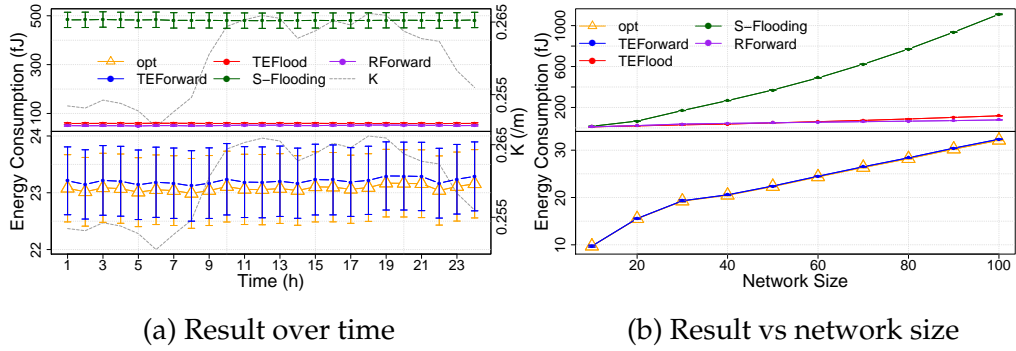 Energy Consumption (fJ)
500
300
100
24
23
22
opt
TEFlood
RForward
TEForward
S−Flooding
K
0.265
0.255
0.265
0.255
K (/m)
1 3 5 7 9 11 13 15 17 19 21 23
Time (h)
Energy Consumption (fJ)
1000
600
200
30
20
10
opt
S−Flooding
TEForward
RForward
TEFlood
20 40 60 80 100
Network Size
(a) Result over time
(b) Result vs network size